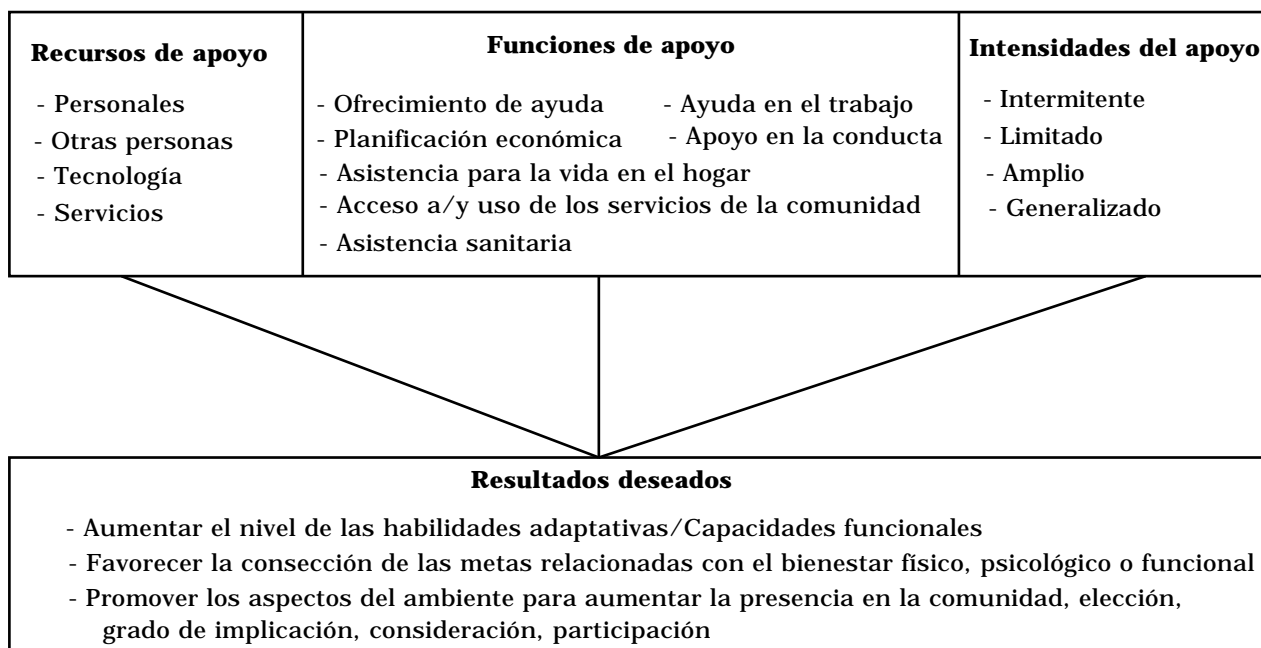 Recursos de apoyo
- Personales
- Otras personas
- Tecnología
- Servicios
Funciones de apoyo
- Ofrecimiento de ayuda - Ayuda en el trabajo
- Planificación económica - Apoyo en la conducta
- Asistencia para la vida en el hogar
- Acceso a/y uso de los servicios de la comunidad
- Asistencia sanitaria
Intensidades del apoyo
- Intermitente
- Limitado
- Amplio
- Generalizado
Resultados deseados
- Aumentar el nivel de las habilidades adaptativas/Capacidades funcionales
- Favorecer la consección de las metas relacionadas con el bienestar físico, psicológico o funcional
- Promover los aspectos del ambiente para aumentar la presencia en la comunidad, elección,
grado de implicación, consideración, participación